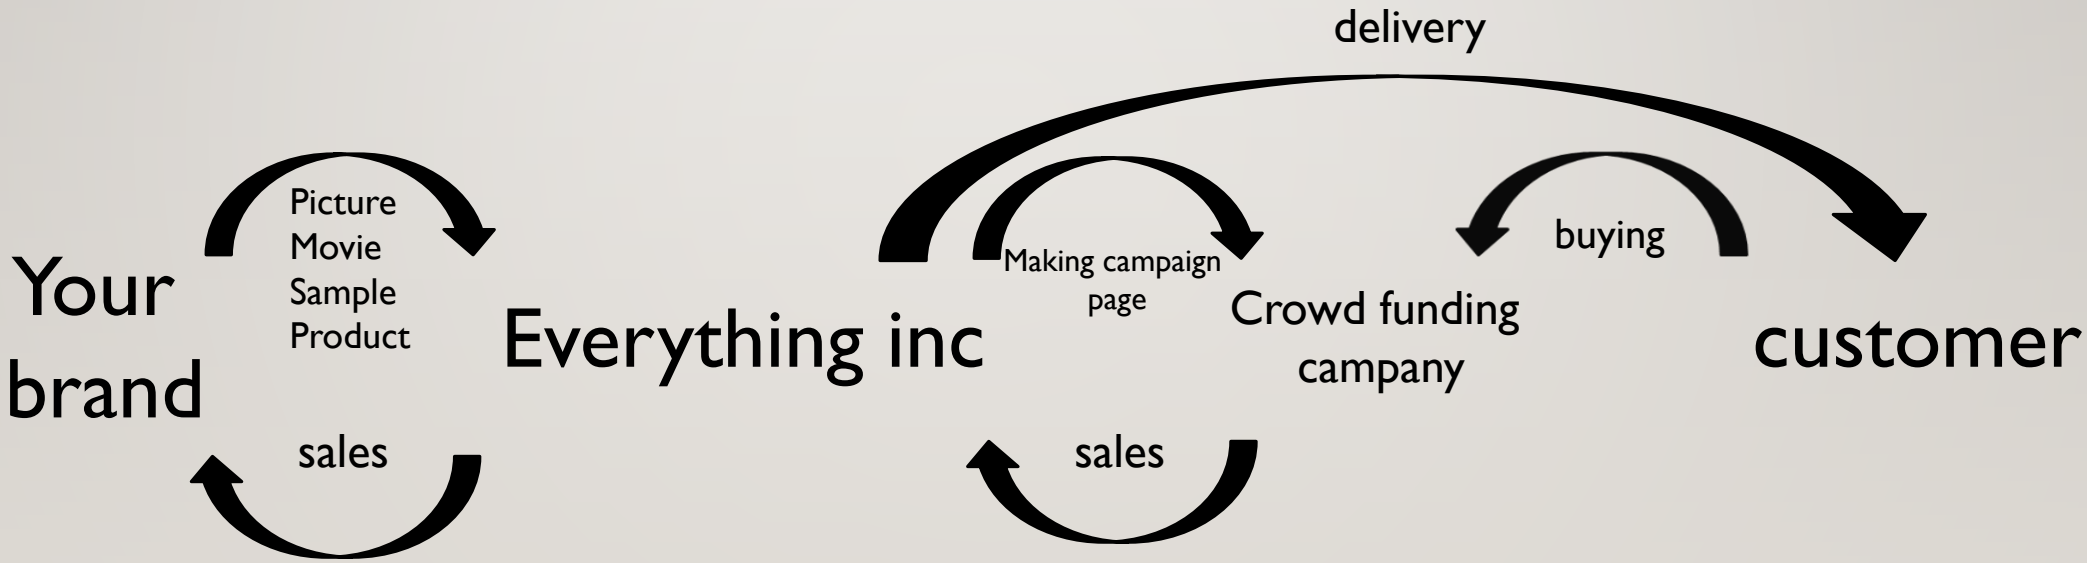 delivery
Picture
Movie
Sample
Product
Your
brand
sales
Everything inc
Making campaign
page
sales
Crowd funding
campany
buying
customer